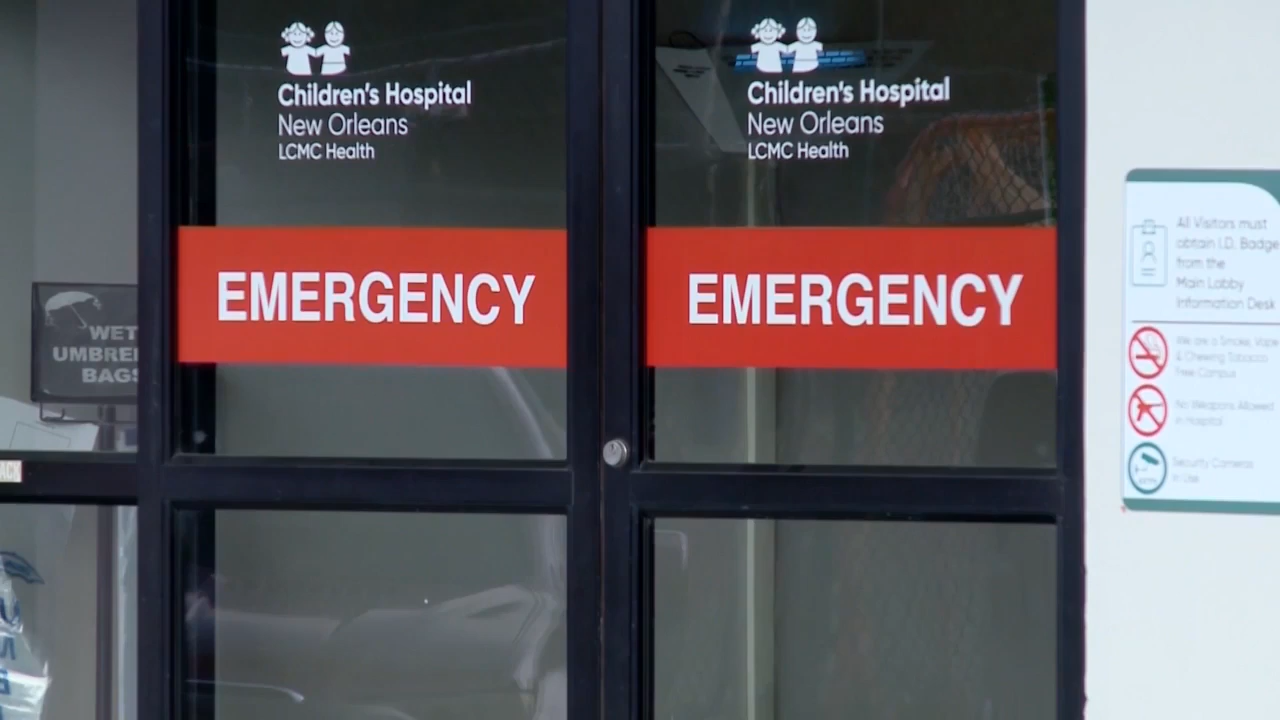 Children's Hospital
New Orleans
LCMC Health
EMERGENCY
Children's Hospital
New Orleans
LCMC Health
EMERGENCY
WET
UMBRE
BAGS
All Visitors must
obtain I.D. Badge
from the
Main Lobby
Information Desk
We are a Smoke, Vape
& Chewing Tobacco
Free Campus
No Weapons Allowed
in Hospital
Security Cameras
in Use